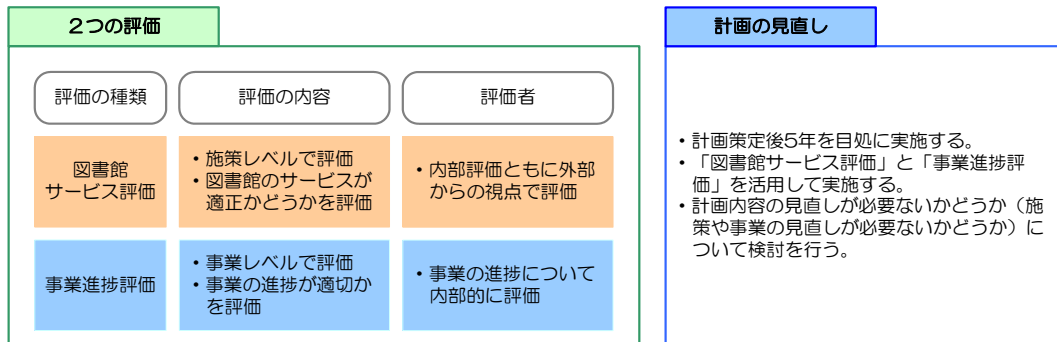 ２つの評価
評価の種類
評価の内容
評価者
図書館
サービス評価
・施策レベルで評価
・図書館のサービスが
適正かどうかを評価
・内部評価ともに外部
からの視点で評価
事業進捗評価
・事業レベルで評価
・事業の進捗が適切か
を評価
・事業の進捗について
内部的に評価
計画の見直し
・計画策定後5年を目処に実施する。
・「図書館サービス評価」と「事業進捗評
価」を活用して実施する。
・計画内容の見直しが必要ないかどうか（施
策や事業の見直しが必要ないかどうか）に
ついて検討を行う。